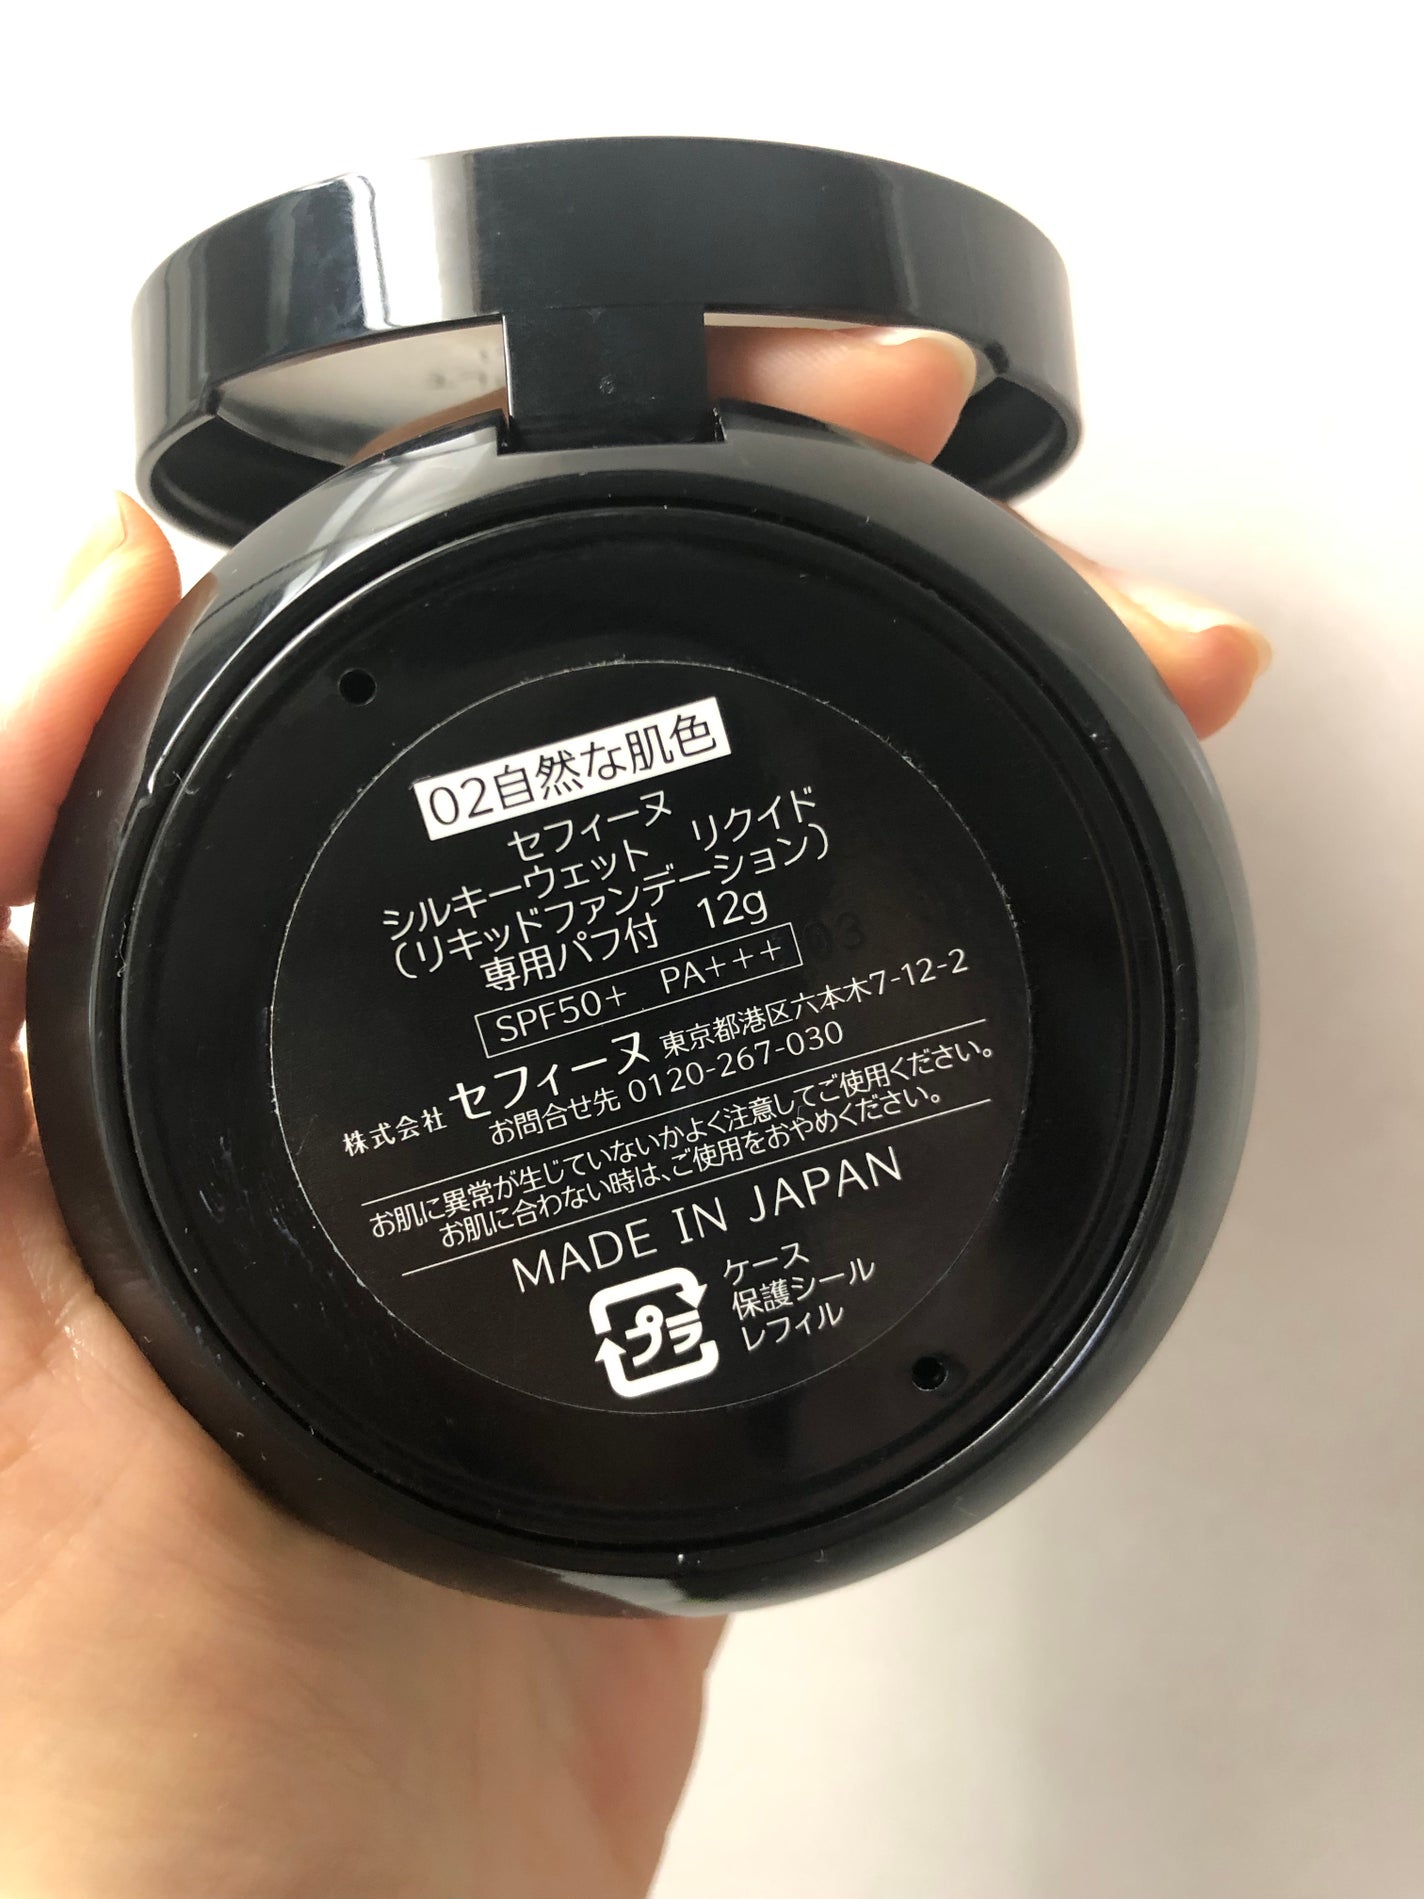 02自然な肌色
セフィーヌ
シルキーウェット　リクイド
（リキッドファンデーション）
専用パフ付　12g
SPF50+　PA+++
株式会社 セフィーヌ 東京都港区六本木7-12-2
お問合せ先 0120-267-030
お肌に異常が生じていないかよく注意してご使用ください。
お肌に合わない時は、ご使用をおやめください。
MADE IN JAPAN
プラ
ケース
保護シール
レフィル